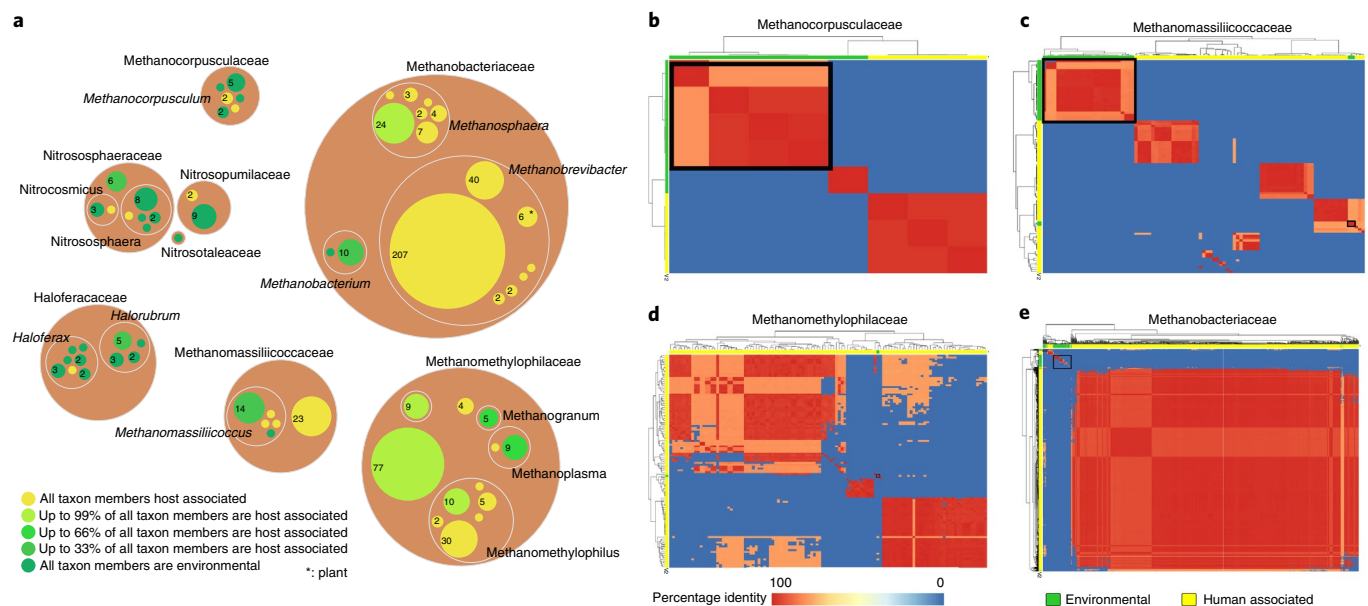 a
Methanocorpusculaceae
5
2
Methanocorpusculum
2
Nitrososphaeraceae
Nitrocosmicus
6
8
3
2
Nitrososphaera
Nitrosopumilaceae
2
9
Nitrosotaleaceae
Methanobacteriaceae
3
2
4
24
7
Methanosphaera
Methanobrevibacter
40
6 *
207
10
Methanobacterium
2
2
Haloferacaceae
Halorubrum
Haloferax
5
2
3
2
3
2
Methanomassiliicoccaceae
14
23
Methanomassiliicoccus
Methanomethylophilaceae
9
4
5
Methanogranum
9
Methanoplasma
77
10
5
2
30
Methanomethylophilus
All taxon members host associated
Up to 99% of all taxon members are host associated
Up to 66% of all taxon members are host associated
Up to 33% of all taxon members are host associated
All taxon members are environmental
*: plant
b
Methanocorpusculaceae
V2
c
Methanomassiliicoccaceae
V2
d
Methanomethylophilaceae
V2
e
Methanobacteriaceae
V2
100
0
Percentage identity
Environmental
Human associated